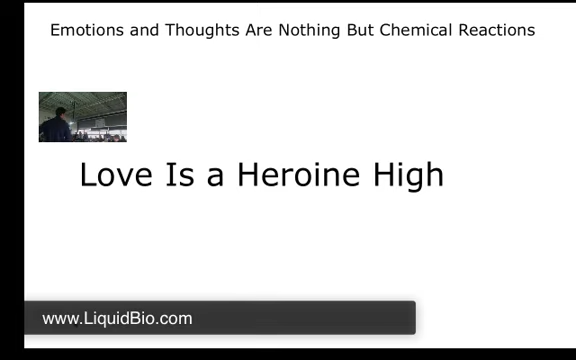 Emotions and Thoughts Are Nothing But Chemical Reactions
Love Is a Heroine High
www.LiquidBio.com